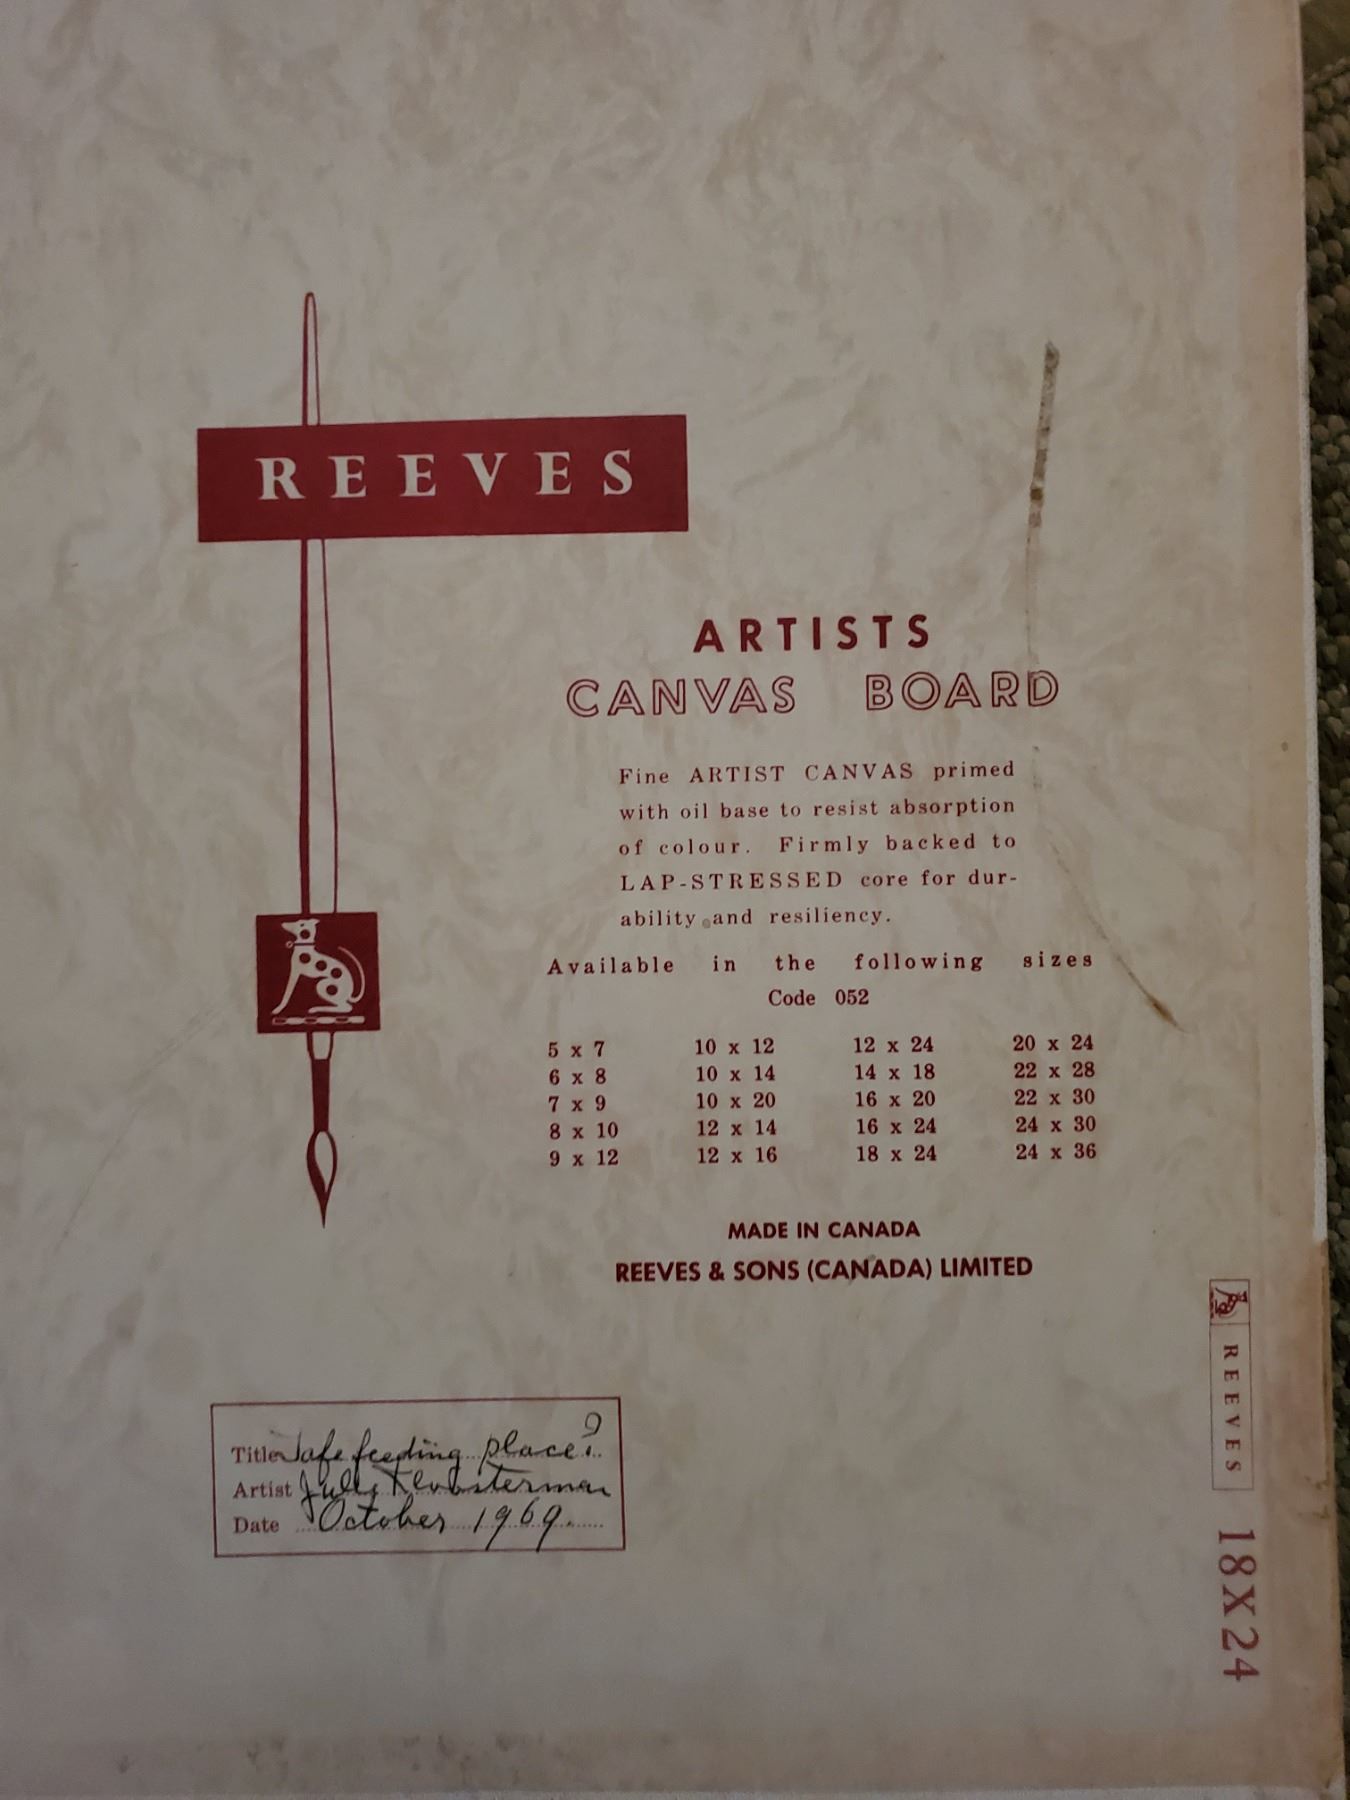 REEVES
ARTISTS
CANVAS BOARD
Fine ARTIST CANVAS primed
with oil base to resist absorption
of colour. Firmly backed to
LAP-STRESSED core for dur-
ability and resiliency.
Available in the following sizes
Code 052
5 x 7 10 x 12 12 x 24 20 x 24
6 x 8 10 x 14 14 x 18 22 x 28
7 x 9 10 x 20 16 x 20 22 x 30
8 x 10 12 x 14 16 x 24 24 x 30
9 x 12 12 x 16 18 x 24 24 x 36
MADE IN CANADA
REEVES & SONS (CANADA) LIMITED
Title Safe feeding place?
Artist Kloosterman
Date October 1969.
REEVES
18X24